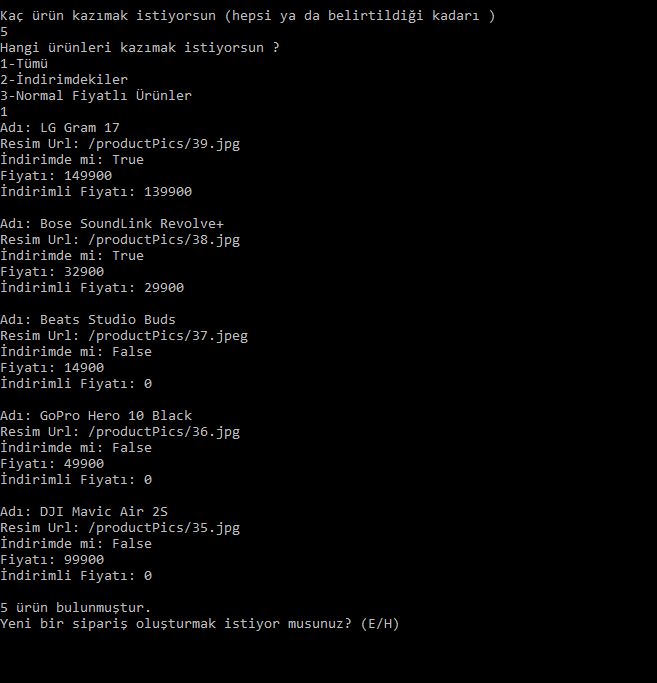 Kaç ürün kazımak istiyorsun (hepsi ya da belirtildiği kadarı )
5
Hangi ürünleri kazımak istiyorsun ?
1-Tümü
2-İndirimdekiler
3-Normal Fiyatlı Ürünler
1
Adı: LG Gram 17
Resim Url: /productPics/39.jpg
İndirimde mi: True
Fiyatı: 149900
İndirimli Fiyatı: 139900
Adı: Bose SoundLink Revolve+
Resim Url: /productPics/38.jpg
İndirimde mi: True
Fiyatı: 32900
İndirimli Fiyatı: 29900
Adı: Beats Studio Buds
Resim Url: /productPics/37.jpeg
İndirimde mi: False
Fiyatı: 14900
İndirimli Fiyatı: 0
Adı: GoPro Hero 10 Black
Resim Url: /productPics/36.jpg
İndirimde mi: False
Fiyatı: 49900
İndirimli Fiyatı: 0
Adı: DJI Mavic Air 2S
Resim Url: /productPics/35.jpg
İndirimde mi: False
Fiyatı: 99900
İndirimli Fiyatı: 0
5 ürün bulunmuştur.
Yeni bir sipariş oluşturmak istiyor musunuz? (E/H)